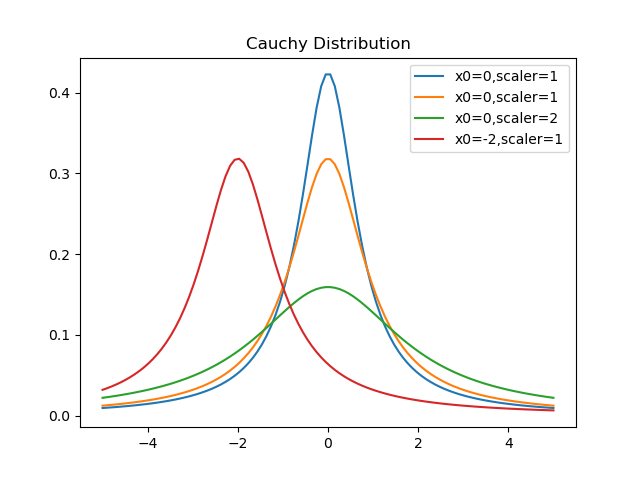 Cauchy Distribution
x0=0,scaler=1
x0=0,scaler=1
x0=0,scaler=2
x0=-2,scaler=1
0.4
0.3
0.2
0.1
0.0
−4
−2
0
2
4